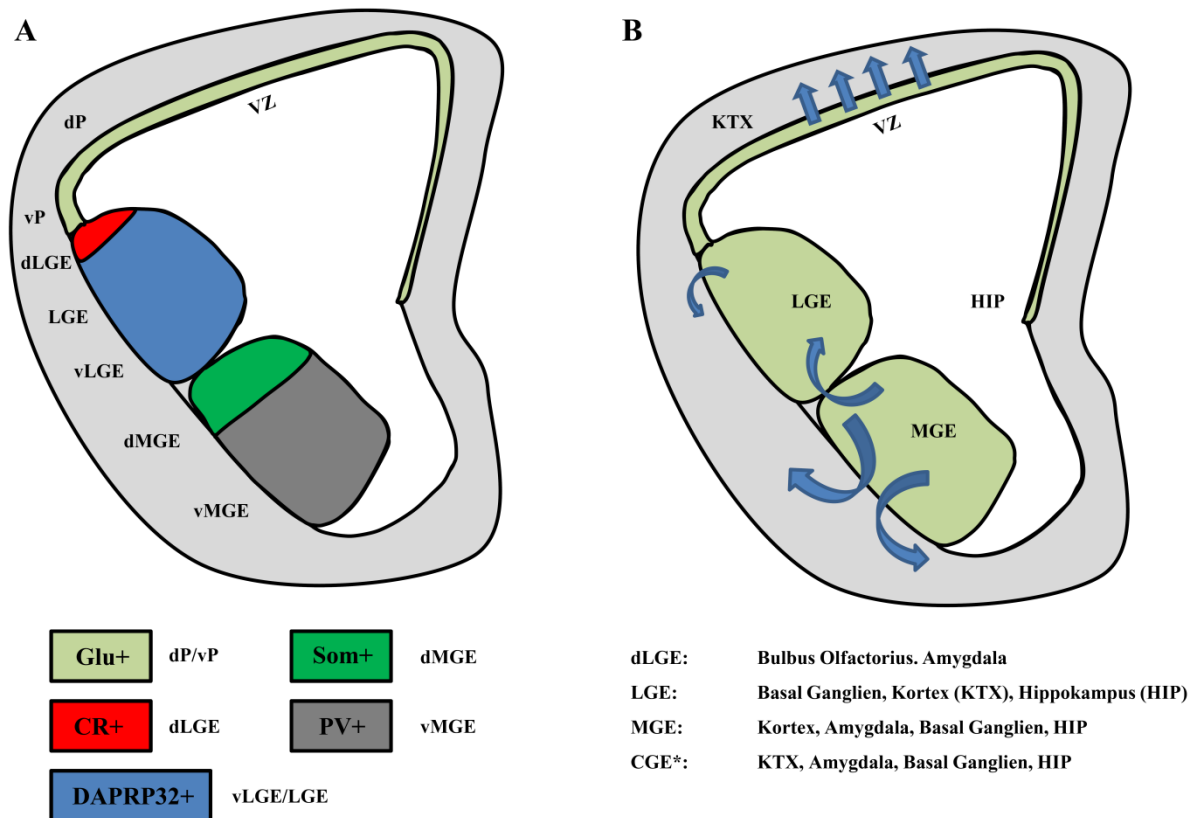 A
VZ
dP
vP
dLGE
LGE
vLGE
dMGE
vMGE
Glu+ dP/vP
Som+ dMGE
CR+ dLGE
PV+ vMGE
DAPRP32+ vLGE/LGE
B
KTX
VZ
LGE
HIP
MGE
dLGE: Bulbus Olfactorius. Amygdala
LGE: Basal Ganglien, Kortex (KTX), Hippokampus (HIP)
MGE: Kortex, Amygdala, Basal Ganglien, HIP
CGE*: KTX, Amygdala, Basal Ganglien, HIP